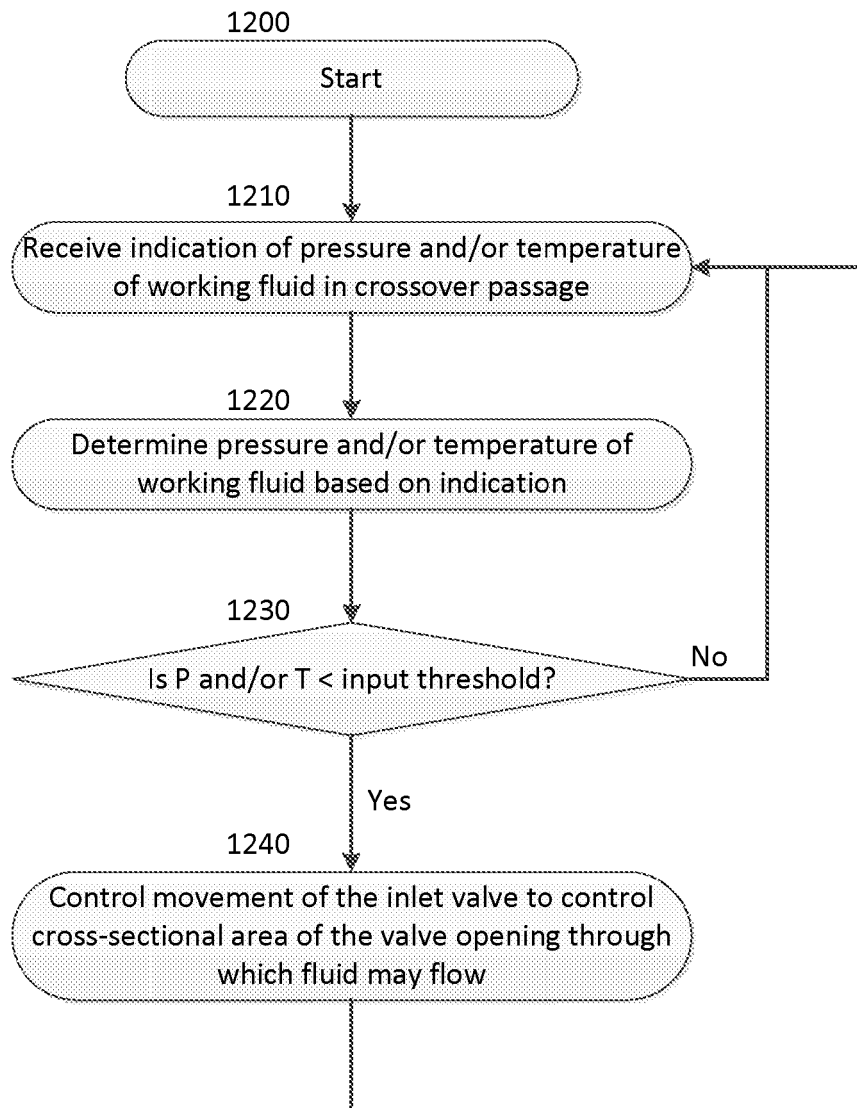 1200
Start
1210
Receive indication of pressure and/or temperature
of working fluid in crossover passage
1220
Determine pressure and/or temperature of
working fluid based on indication
1230
Is P and/or T < input threshold?
No
Yes
1240
Control movement of the inlet valve to control
cross-sectional area of the valve opening through
which fluid may flow